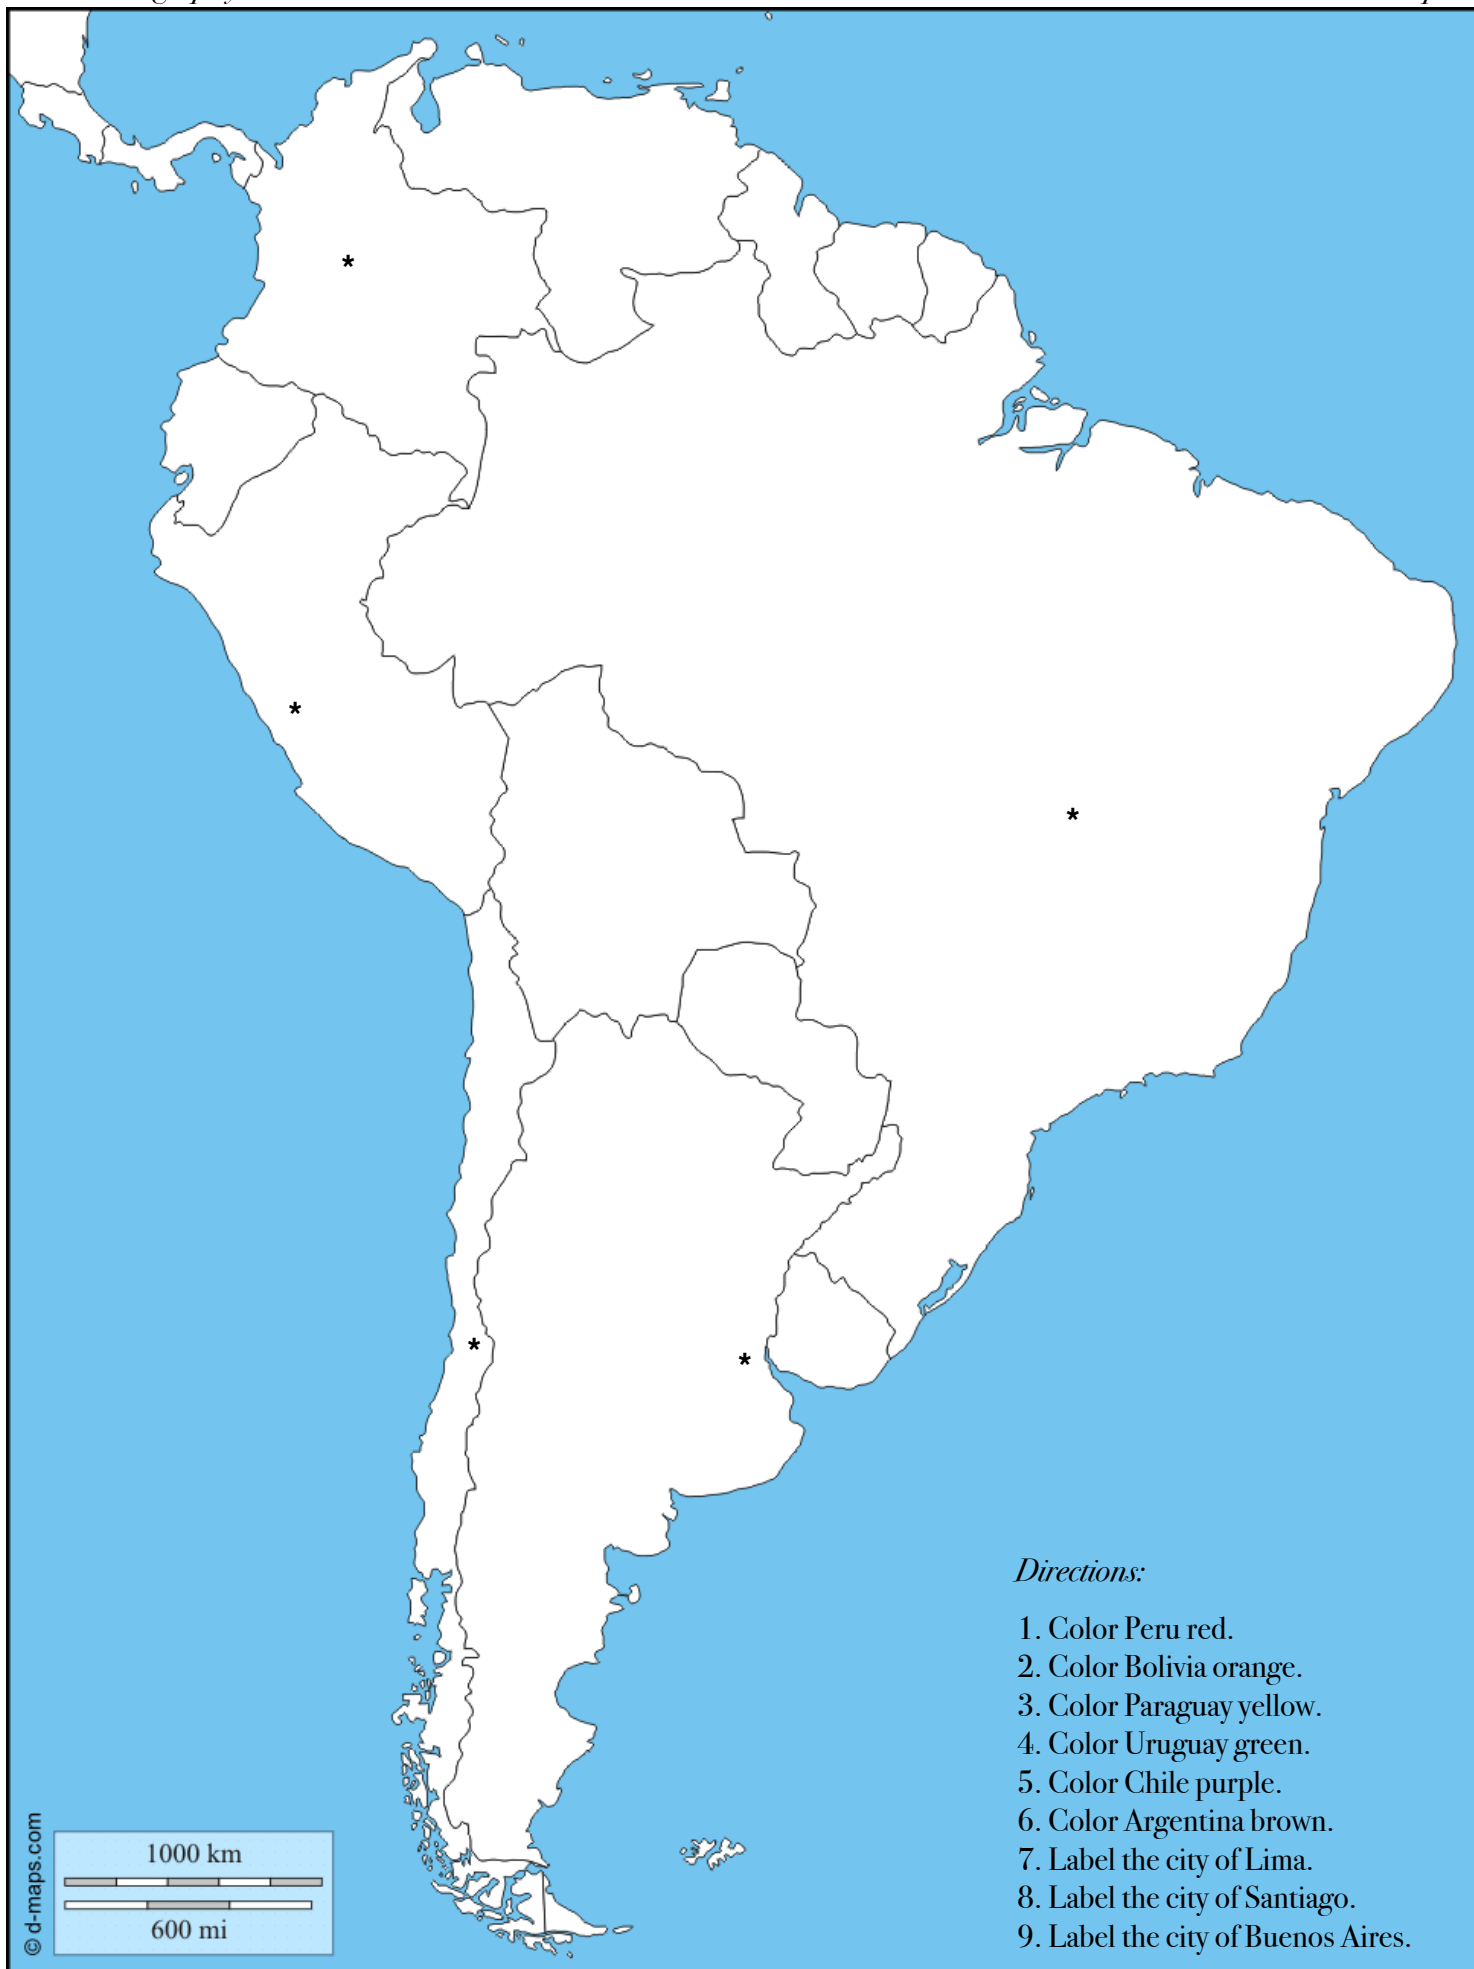 *
*
*
*
*
Directions:
1. Color Peru red.
2. Color Bolivia orange.
3. Color Paraguay yellow.
4. Color Uruguay green.
5. Color Chile purple.
6. Color Argentina brown.
7. Label the city of Lima.
8. Label the city of Santiago.
9. Label the city of Buenos Aires.
1000 km
600 mi
© d-maps.com